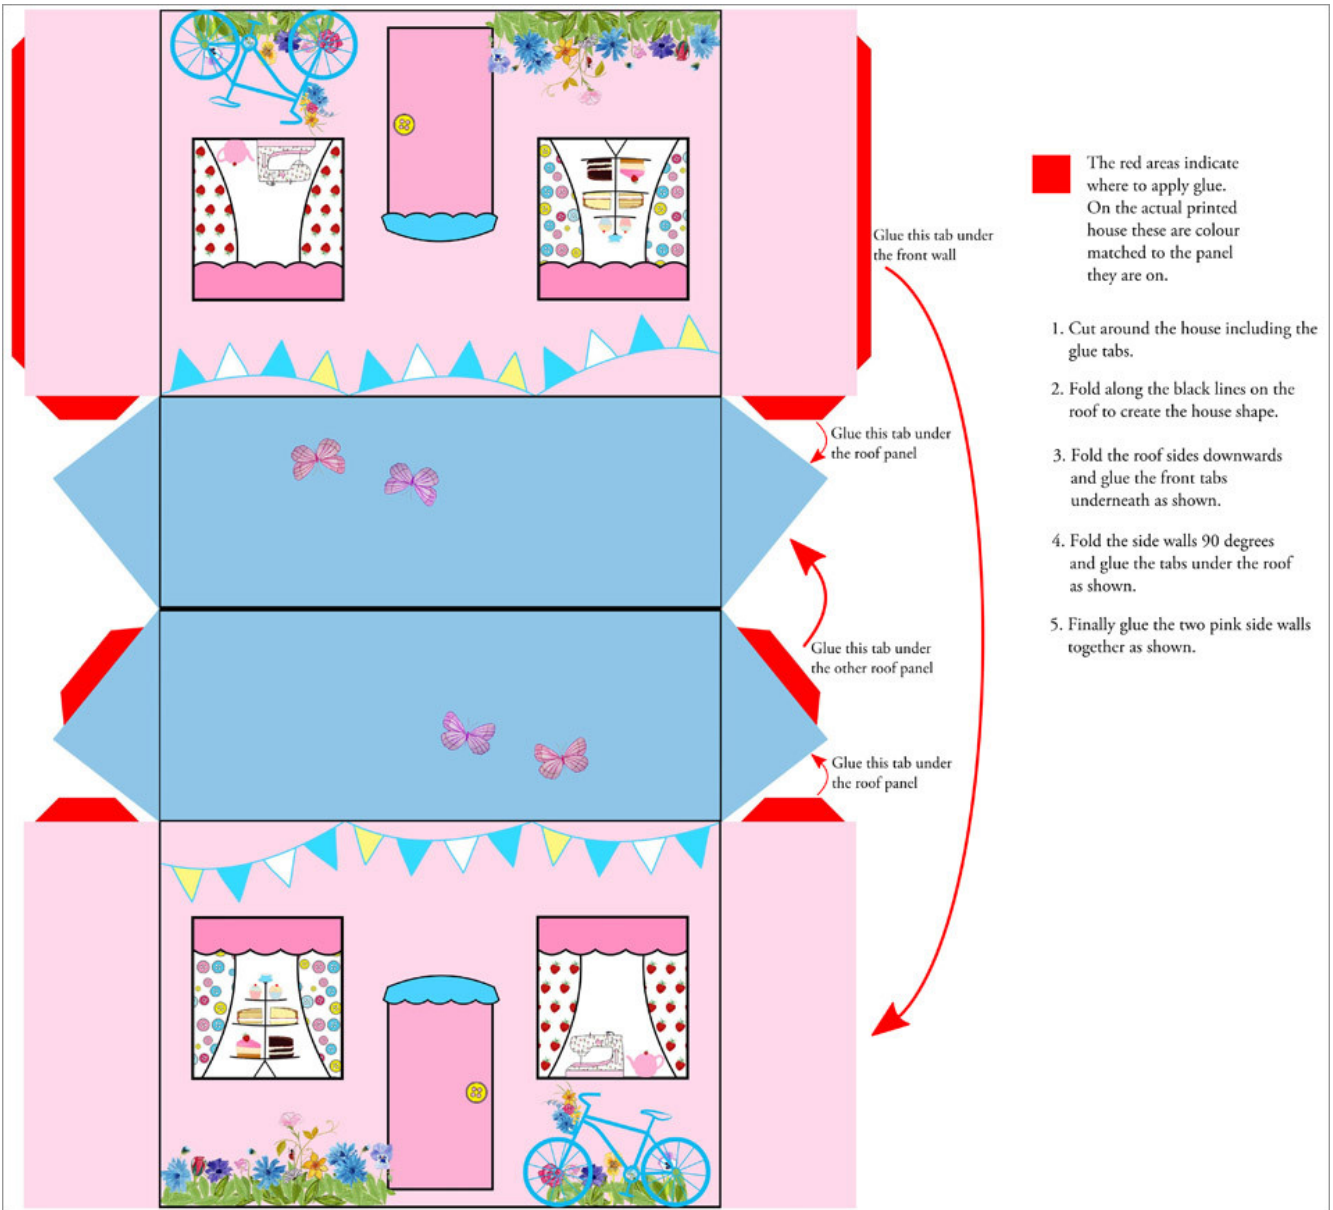 The red areas indicate
where to apply glue.
On the actual printed
house these are colour
matched to the panel
they are on.
Glue this tab under
the front wall
1. Cut around the house including the
glue tabs.
2. Fold along the black lines on the
roof to create the house shape.
3. Fold the roof sides downwards
and glue the front tabs
underneath as shown.
4. Fold the side walls 90 degrees
and glue the tabs under the roof
as shown.
5. Finally glue the two pink side walls
together as shown.
Glue this tab under
the roof panel
Glue this tab under
the other roof panel
Glue this tab under
the roof panel